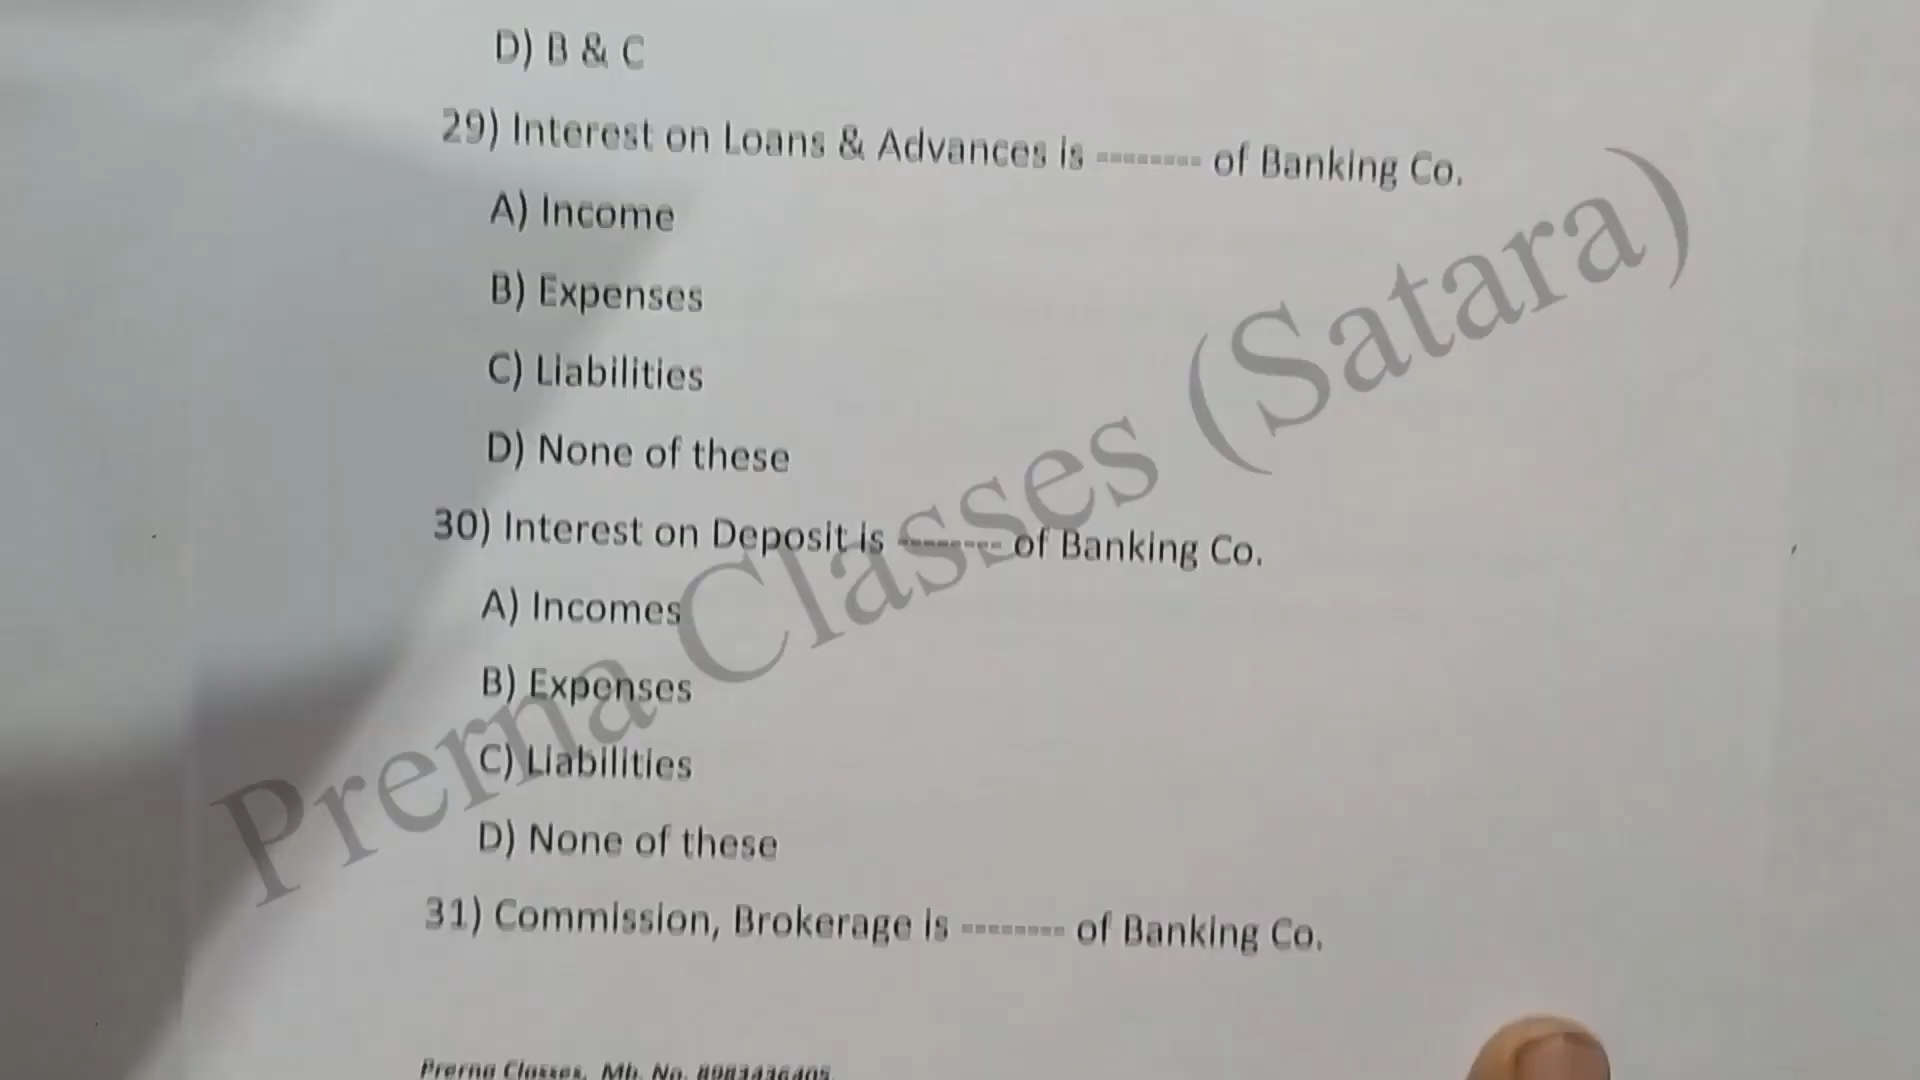 D) B & C
29) Interest on Loans & Advances is -------- of Banking Co.
A) Income
B) Expenses
C) Liabilities
D) None of these
30) Interest on Deposit is -------- of Banking Co.
A) Incomes
B) Expenses
C) Liabilities
D) None of these
31) Commission, Brokerage is -------- of Banking Co.
Prerna Classes (Satara)
Prerna Classes, Mb. No. 8983436405.